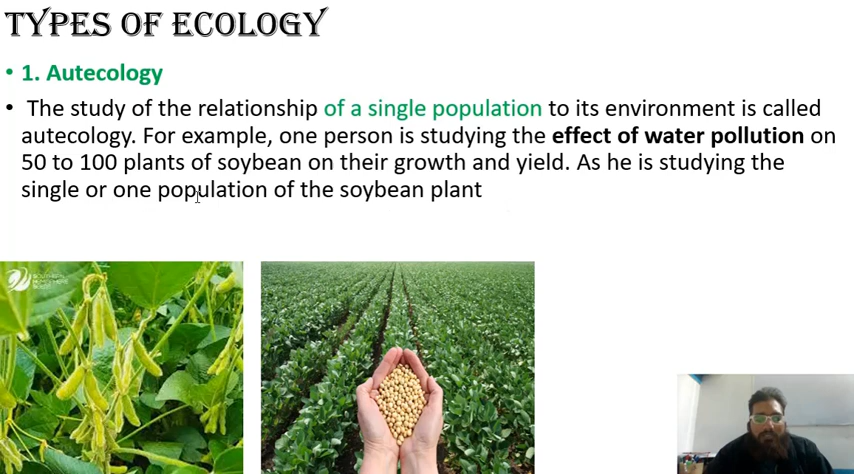 TYPES OF ECOLOGY
• 1. Autecology
• The study of the relationship of a single population to its environment is called
autecology. For example, one person is studying the effect of water pollution on
50 to 100 plants of soybean on their growth and yield. As he is studying the
single or one population of the soybean plant
SOUTHERN
HEMISPHERE